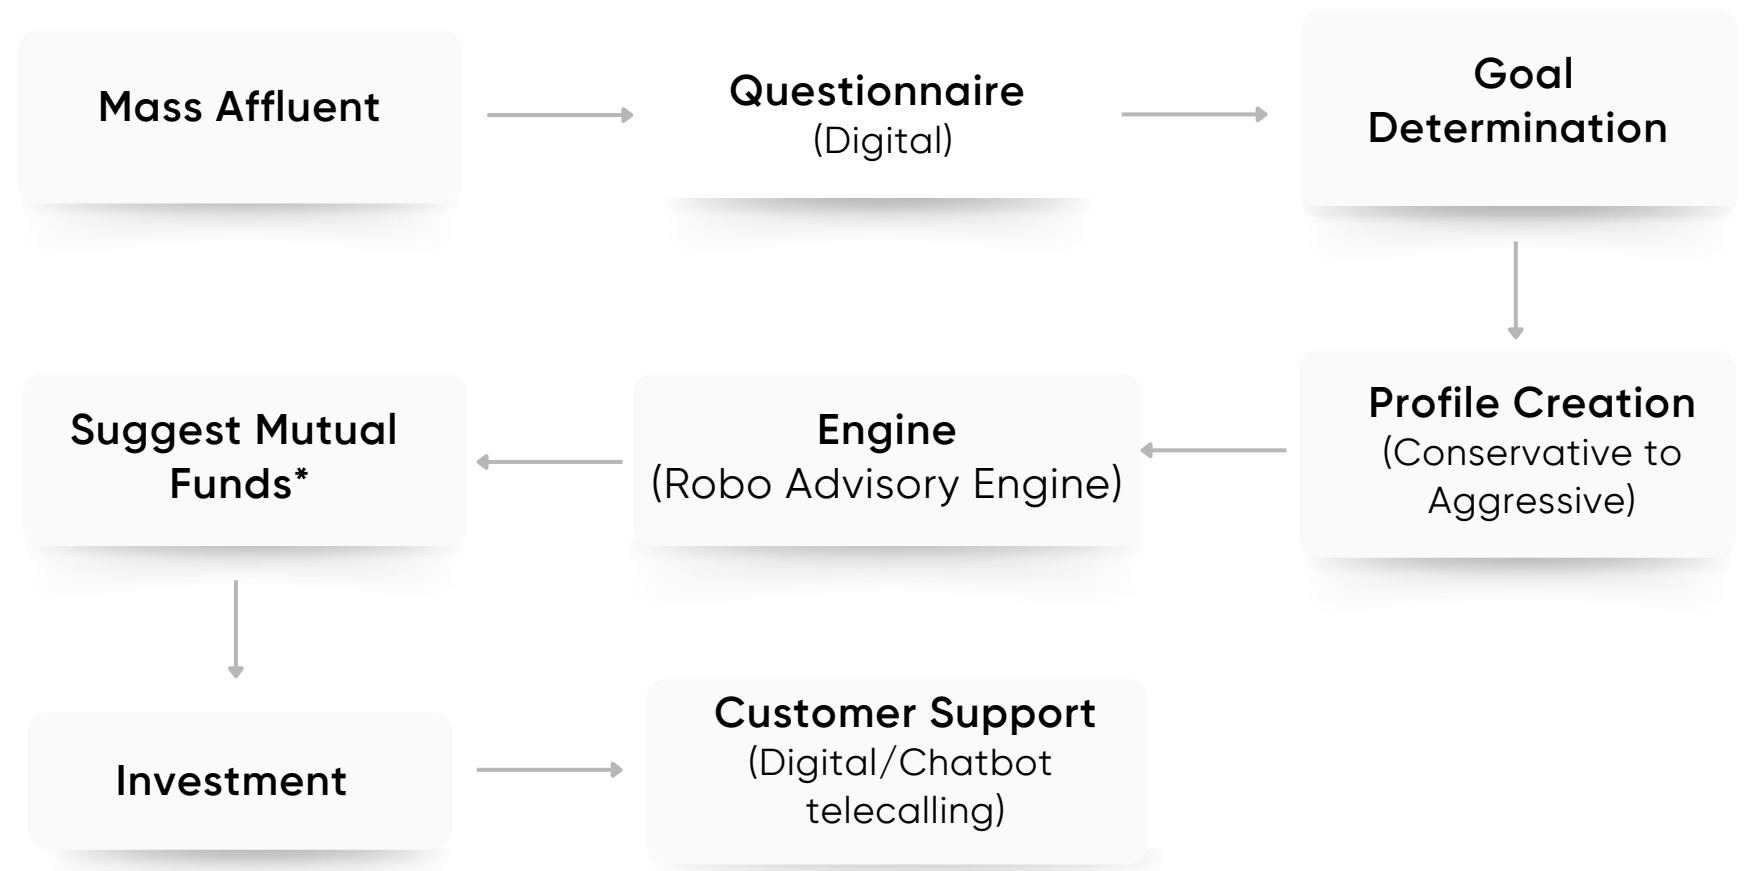 Mass Affluent
Questionnaire
(Digital)
Goal
Determination
Profile Creation
(Conservative to
Aggressive)
Engine
(Robo Advisory Engine)
Suggest Mutual
Funds*
Investment
Customer Support
(Digital/Chatbot
telecalling)